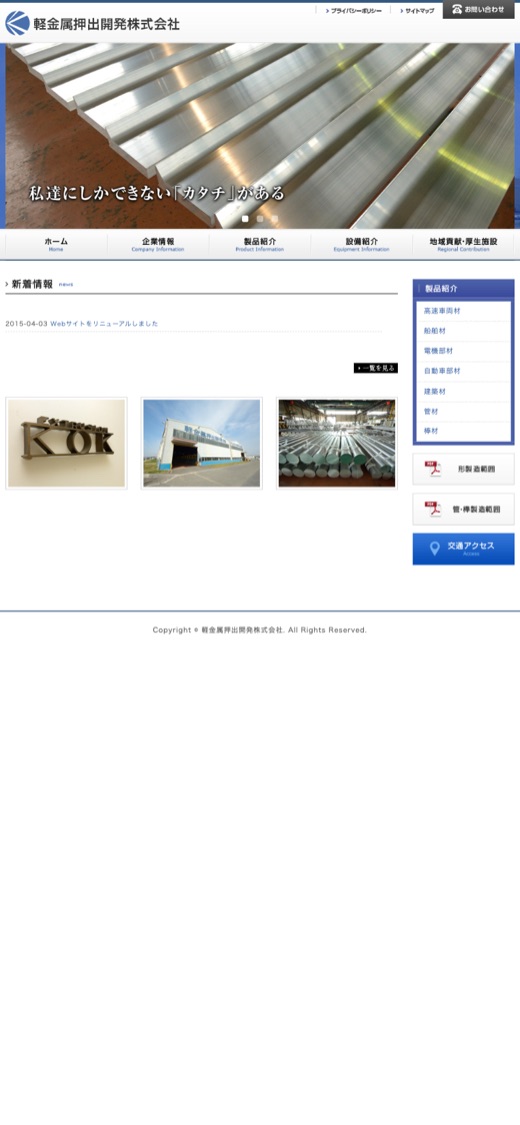 軽金属押出開発株式会社
プライバシーポリシー
サイトマップ
お問い合わせ
私達にしかできない「カタチ」がある
ホーム
Home
企業情報
Company Information
製品紹介
Product Information
設備紹介
Equipment Information
地域貢献・厚生施設
Regional Contribution
新着情報 news
2015-04-03 Webサイトをリニューアルしました
一覧を見る
KOK
製品紹介
高速車両材
船舶材
電機部材
自動車部材
建築材
管材
棒材
PDF 形製造範囲
PDF 管・棒製造範囲
交通アクセス
Access
Copyright © 軽金属押出開発株式会社. All Rights Reserved.